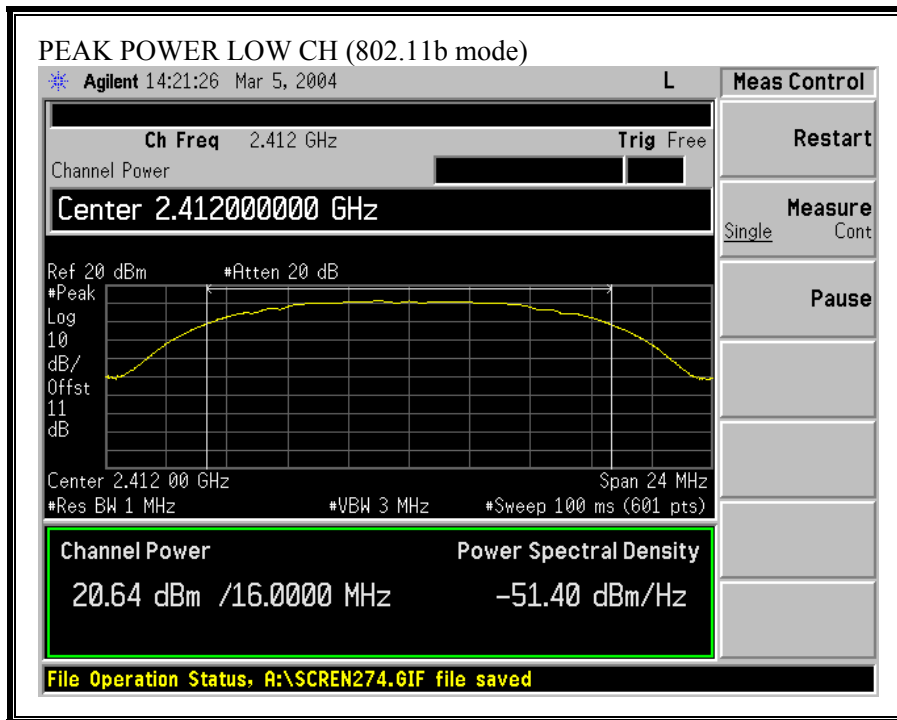 PEAK POWER LOW CH (802.11b mode)
Agilent 14:21:26 Mar 5, 2004 L
Meas Control
Ch Freq 2.412 GHz Trig Free
Restart
Channel Power
Center 2.412000000 GHz
Measure
Single Cont
Ref 20 dBm #Atten 20 dB
#Peak
Log
10
dB/
Offst
11
dB
Pause
Center 2.412 00 GHz Span 24 MHz
#Res BW 1 MHz #VBW 3 MHz #Sweep 100 ms (601 pts)
Channel Power Power Spectral Density
20.64 dBm /16.0000 MHz -51.40 dBm/Hz
File Operation Status, A:\SCREN274.GIF file saved